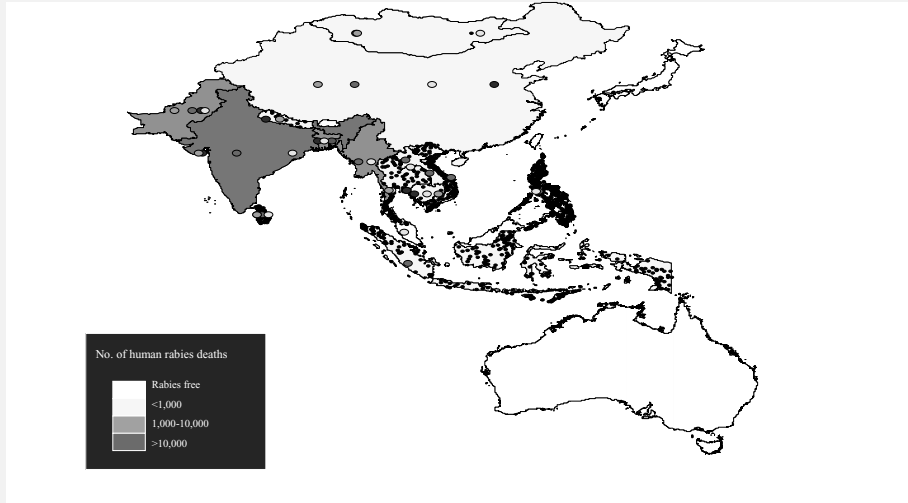 No. of human rabies deaths
Rabies free
<1,000
1,000-10,000
>10,000